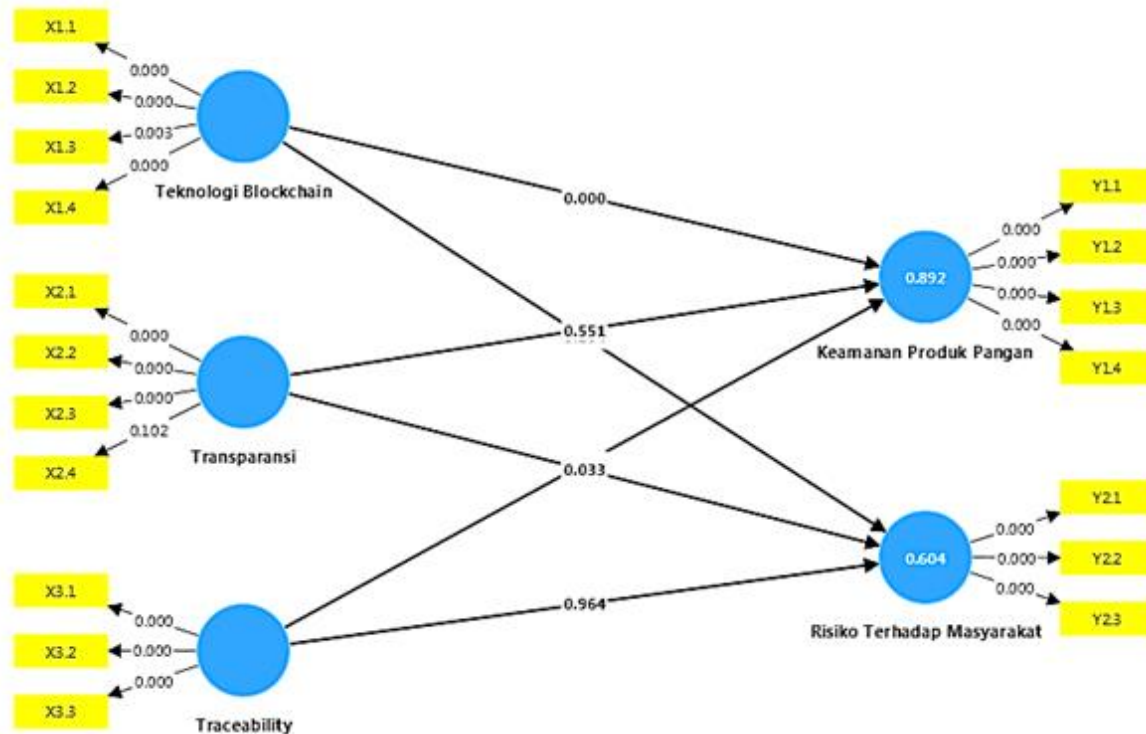 X1.1
0.000
X1.2
0.000
X1.3
0.003
0.000
X1.4
Teknologi Blockchain
0.000
Y1.1
0.000
Y1.2
0.000
0.892
0.000
Y1.3
0.000
Keamanan Produk Pangan
Y1.4
X2.1
0.000
X2.2
0.000
0.551
X2.3
0.000
0.102
X2.4
Transparansi
0.033
Y2.1
0.000
0.604
0.000
Y2.2
0.000
Risiko Terhadap Masyarakat
Y2.3
X3.1
0.000
0.964
X3.2
0.000
0.000
X3.3
Traceability